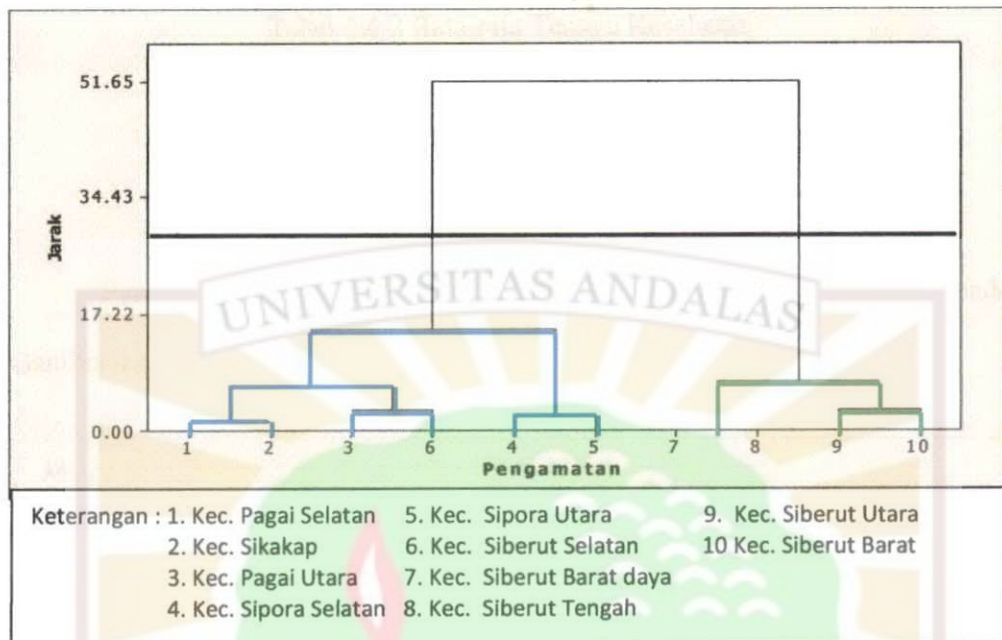 51.65
34.43
Jarak
17.22
0.00
1 2 3 6 4 5 7 8 9 10
Pengamatan
UNIVERSITAS ANDALAS
Keterangan : 1. Kec. Pagai Selatan 5. Kec. Sipora Utara 9. Kec. Siberut Utara
2. Kec. Sikakap 6. Kec. Siberut Selatan 10 Kec. Siberut Barat
3. Kec. Pagai Utara 7. Kec. Siberut Barat daya
4. Kec. Sipora Selatan 8. Kec. Siberut Tengah